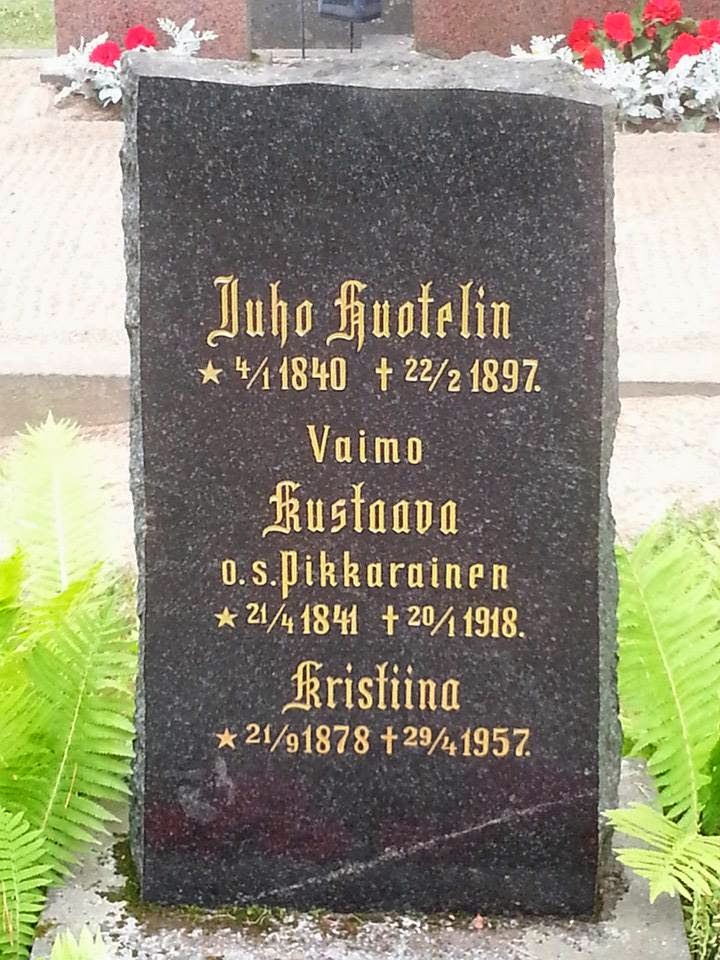 Juho Huotelin
★ 4/1 1840 ✝ 22/2 1897.
Vaimo
Kustaava
o.s. Pikkarainen
★ 21/4 1841 ✝ 20/1 1918.
Kristiina
★ 21/9 1878 ✝ 29/4 1957.